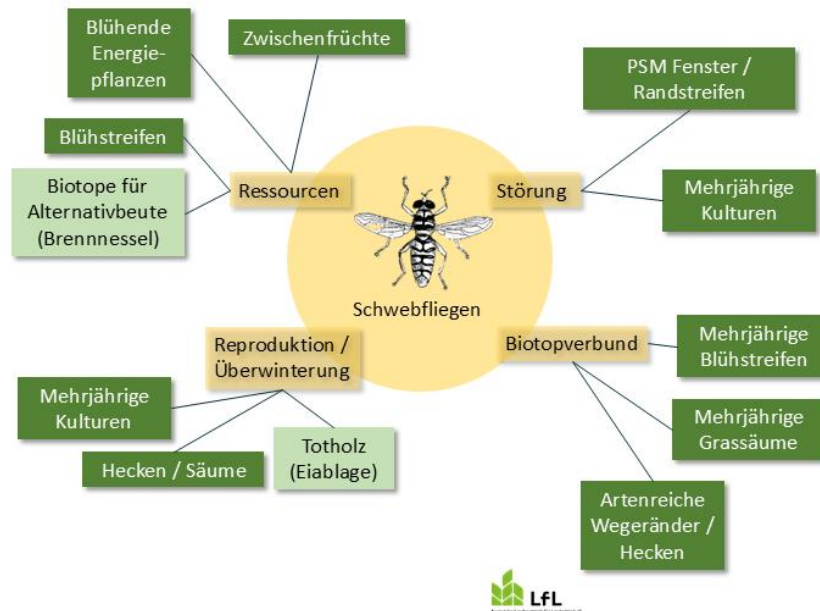 Blühende
Energie-
pflanzen
Zwischenfrüchte
Blühstreifen
Biotope für
Alternativbeute
(Brennnessel)
Ressourcen
PSM Fenster /
Randstreifen
Störung
Mehrjährige
Kulturen
Schwebfliegen
Reproduktion /
Überwinterung
Mehrjährige
Kulturen
Hecken / Säume
Totholz
(Eiablage)
Biotopverbund
Mehrjährige
Blühstreifen
Mehrjährige
Grassäume
Artenreiche
Wegeränder /
Hecken
LfL